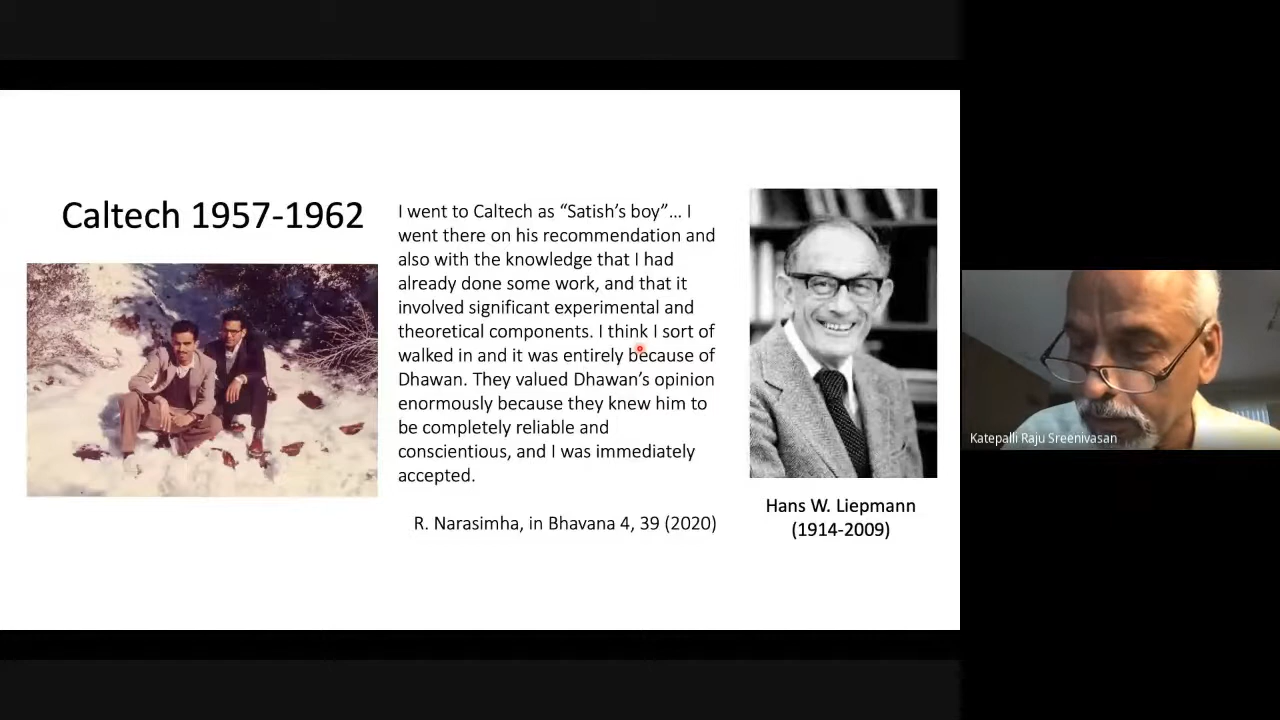 Caltech 1957-1962
I went to Caltech as “Satish’s boy”… I
went there on his recommendation and
also with the knowledge that I had
already done some work, and that it
involved significant experimental and
theoretical components. I think I sort of
walked in and it was entirely because of
Dhawan. They valued Dhawan’s opinion
enormously because they knew him to
be completely reliable and
conscientious, and I was immediately
accepted.
R. Narasimha, in Bhavana 4, 39 (2020)
Hans W. Liepmann
(1914-2009)
Katepalli Raju Sreenivasan